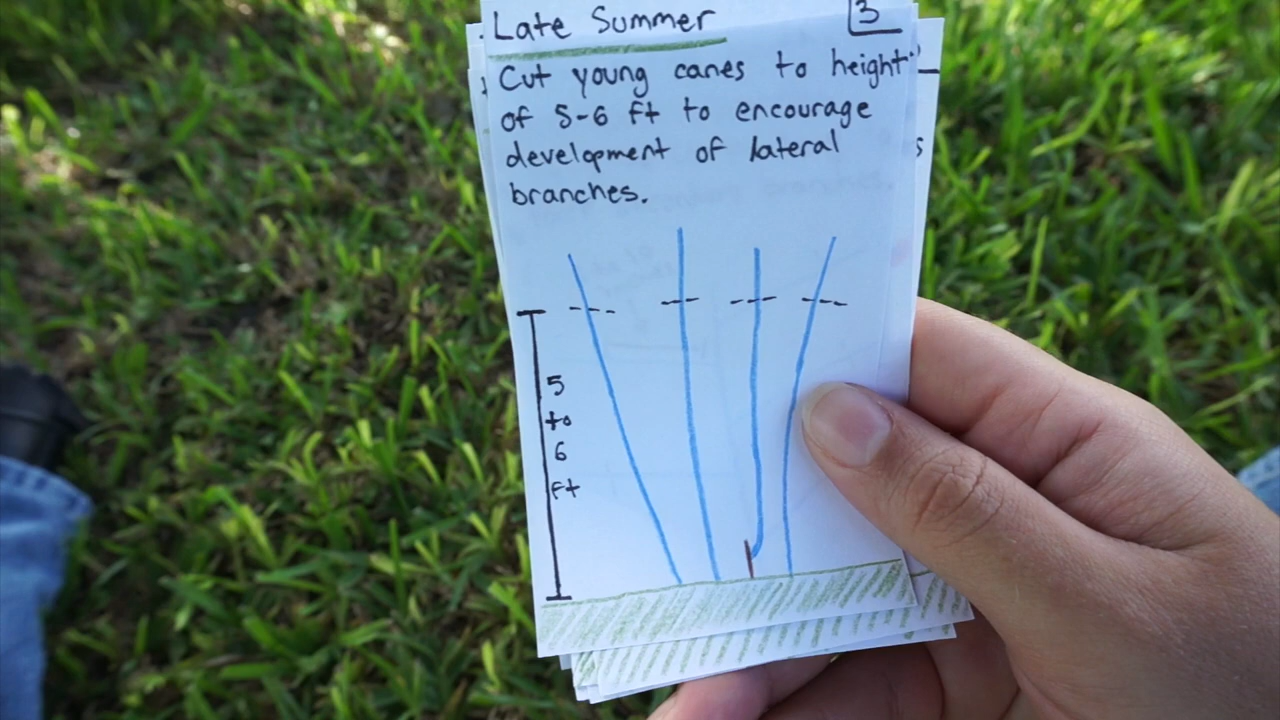 Late Summer
3
Cut young canes to height
of 5-6 ft to encourage
development of lateral
branches.
5
to
6
ft